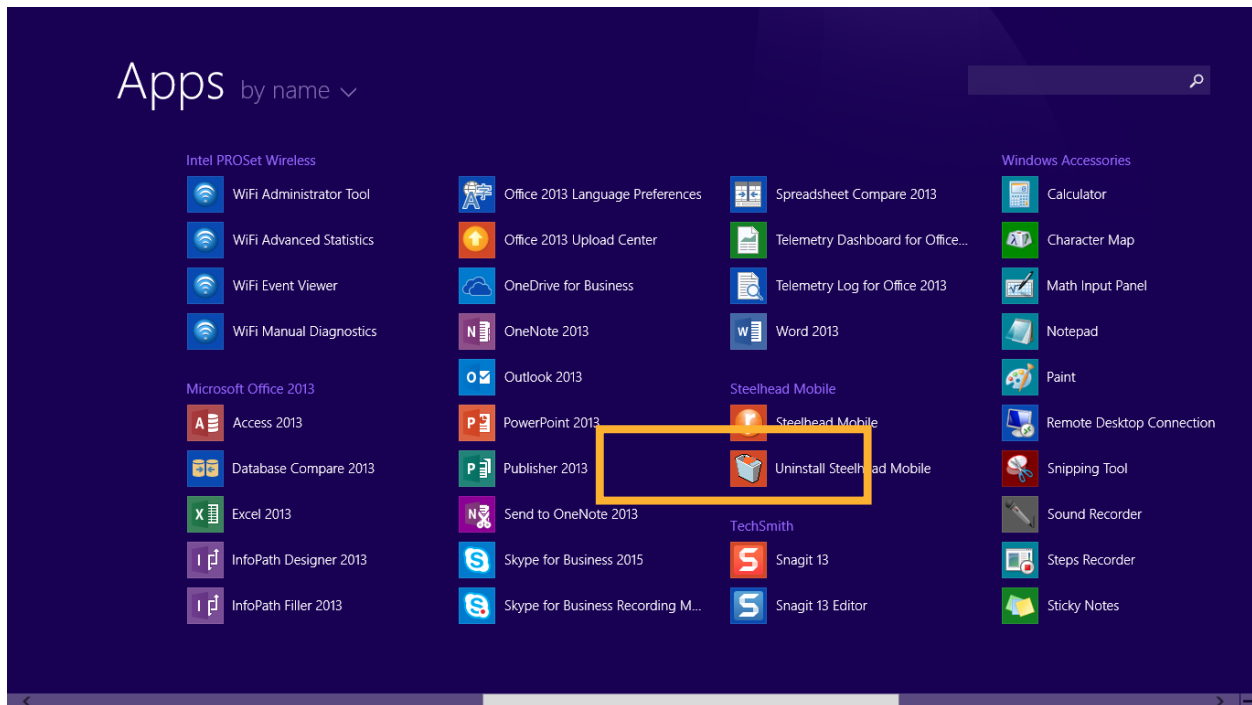 Apps by name
Intel PROSet Wireless
WiFi Administrator Tool
WiFi Advanced Statistics
WiFi Event Viewer
WiFi Manual Diagnostics
Microsoft Office 2013
Access 2013
Database Compare 2013
Excel 2013
InfoPath Designer 2013
InfoPath Filler 2013
Office 2013 Language Preferences
Office 2013 Upload Center
OneDrive for Business
OneNote 2013
Outlook 2013
PowerPoint 2013
Publisher 2013
Send to OneNote 2013
Skype for Business 2015
Skype for Business Recording M...
Spreadsheet Compare 2013
Telemetry Dashboard for Office...
Telemetry Log for Office 2013
Word 2013
Steelhead Mobile
Steelhead Mobile
Uninstall Steelhead Mobile
TechSmith
Snagit 13
Snagit 13 Editor
Windows Accessories
Calculator
Character Map
Math Input Panel
Notepad
Paint
Remote Desktop Connection
Snipping Tool
Sound Recorder
Steps Recorder
Sticky Notes